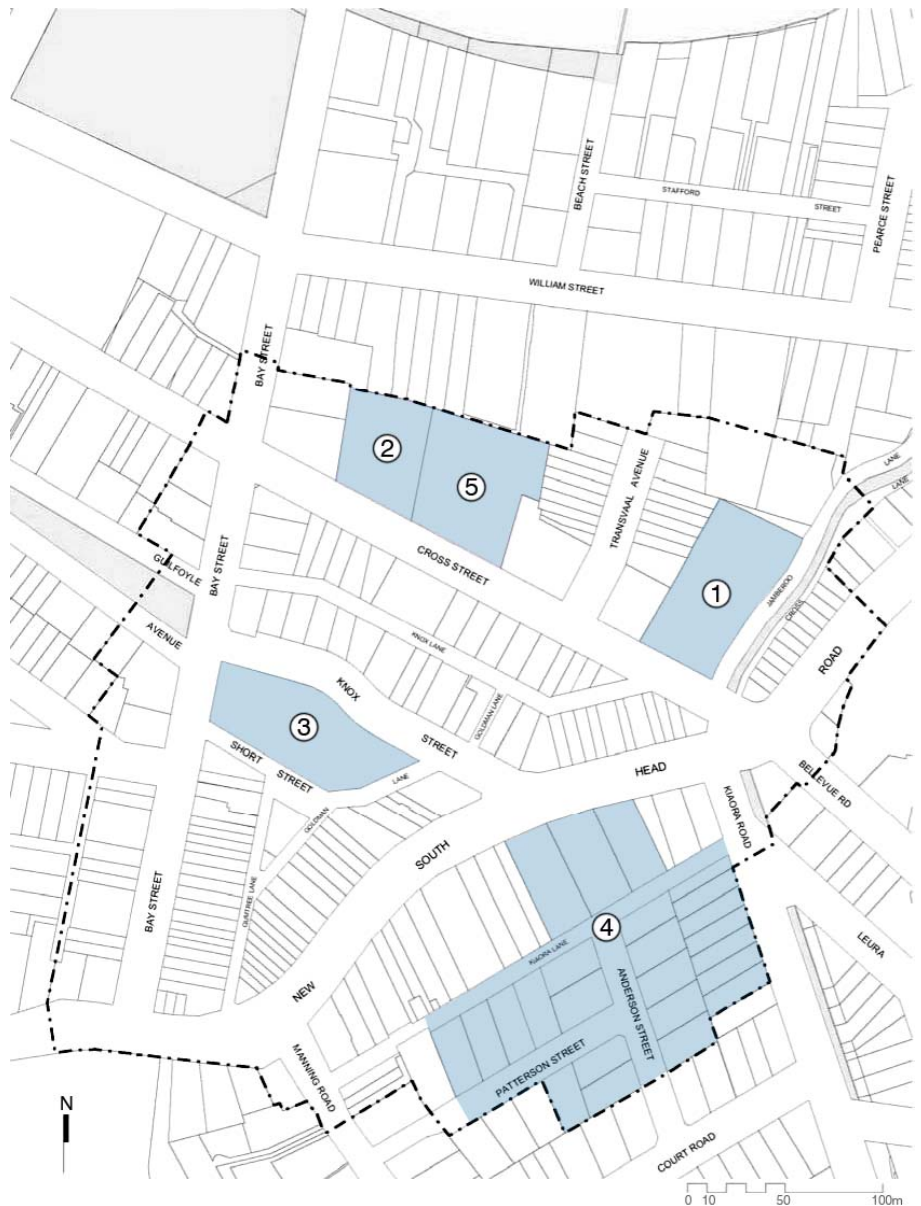 BEACH STREET
STAFFORD
STREET
PEARCE STREET
WILLIAM STREET
BAY STREET
2
5
TRANSVAAL AVENUE
LANE
LANE
CROSS STREET
1
JAMBEROO
CROSS
GUILFOYLE
AVENUE
BAY STREET
KNOX LANE
ROAD
KNOX
STREET
GOLDMAN LANE
3
SHORT
STREET
LANE
GOLDMAN
HEAD
BELLEVUE RD
KIAORA ROAD
SOUTH
BAY STREET
GUMTREE LANE
4
KIAORA LANE
LEURA
NEW
ANDERSON STREET
PATTERSON STREET
MANNING ROAD
COURT ROAD
N
0 10 50 100m